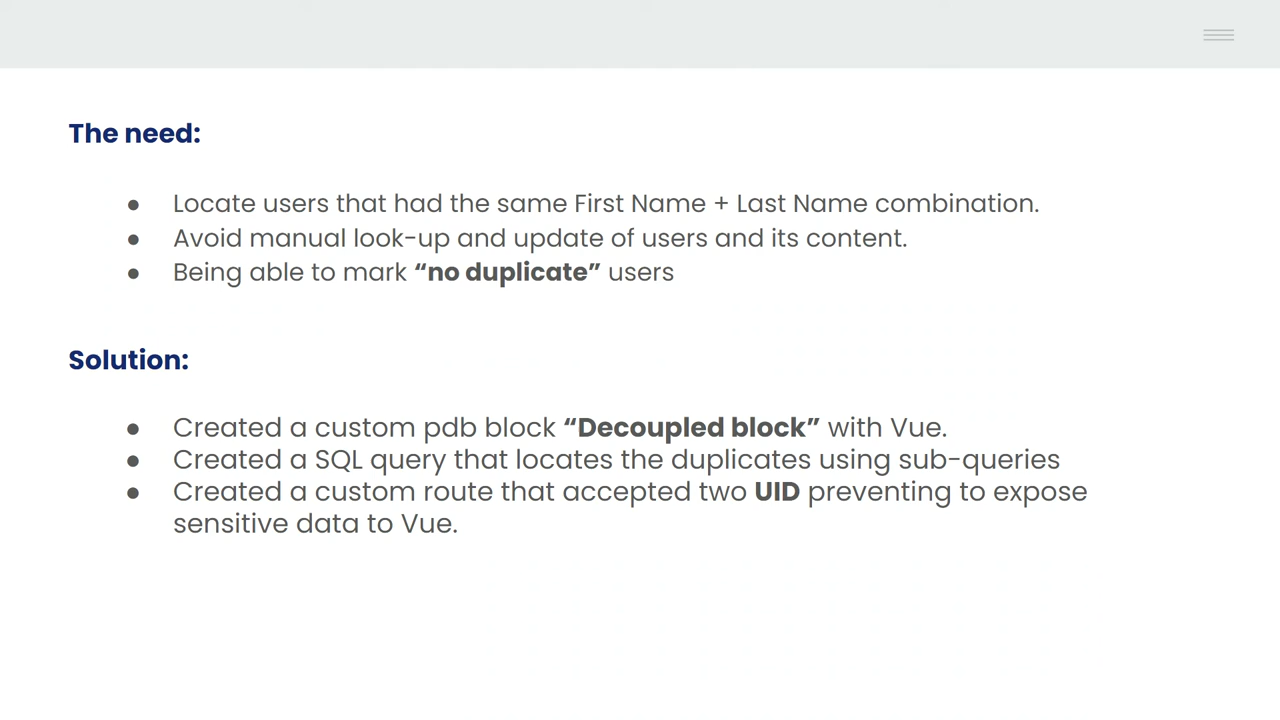 The need:
● Locate users that had the same First Name + Last Name combination.
● Avoid manual look-up and update of users and its content.
● Being able to mark “no duplicate” users
Solution:
● Created a custom pdb block “Decoupled block” with Vue.
● Created a SQL query that locates the duplicates using sub-queries
● Created a custom route that accepted two UID preventing to expose
sensitive data to Vue.